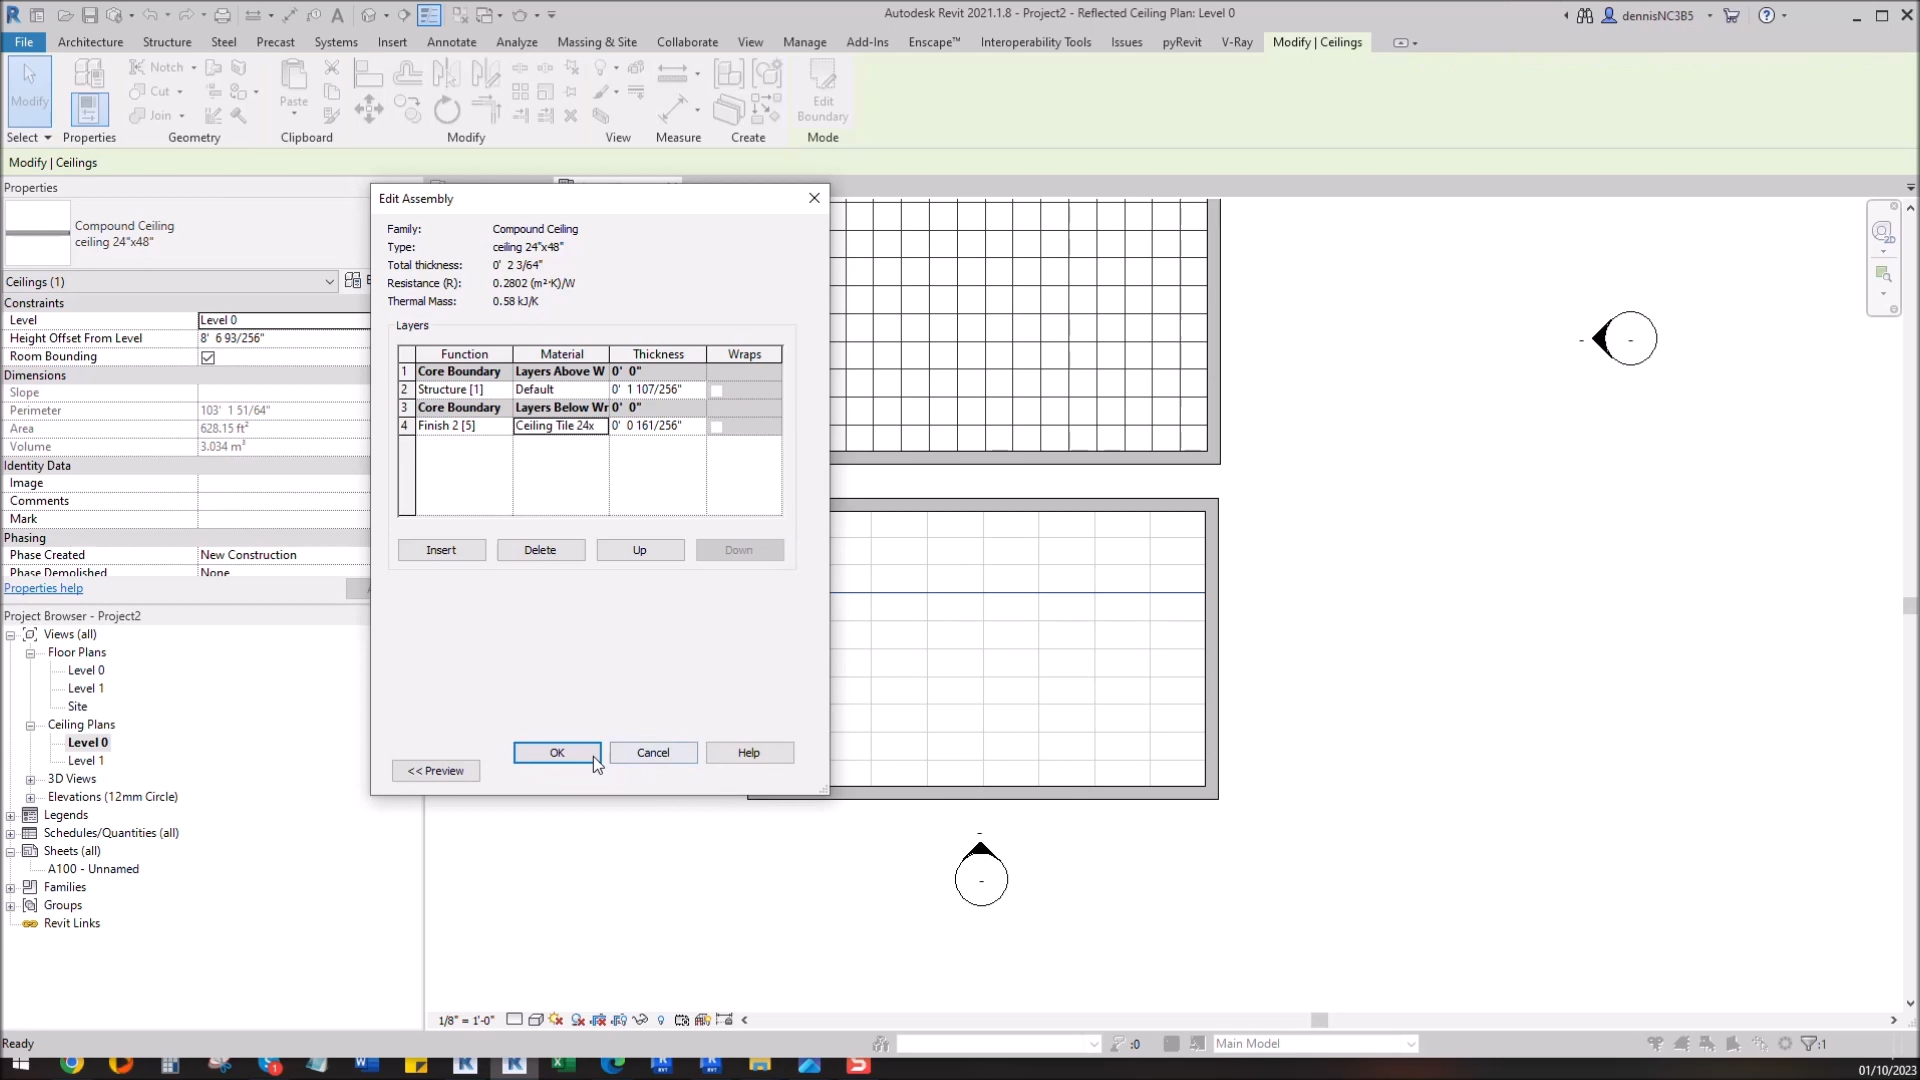 Autodesk Revit 2021.1.8 - Project2 - Reflected Ceiling Plan: Level 0
dennisNC3B5
File Architecture Structure Steel Precast Systems Insert Annotate Analyze Massing & Site Collaborate View Manage Add-Ins Enscape™ Interoperability Tools Issues pyRevit V-Ray Modify | Ceilings
Notch
Modify Cut Paste Edit
Join Boundary
Select Properties Geometry Clipboard Modify View Measure Create Mode
Modify | Ceilings
Properties
Compound Ceiling
ceiling 24"x48"
Ceilings (1)
Constraints
Level Level 0
Height Offset From Level 8' 6 93/256"
Room Bounding
Dimensions
Slope
Perimeter 103' 1 51/64"
Area 628.15 ft²
Volume 3.034 m³
Identity Data
Image
Comments
Mark
Phasing
Phase Created New Construction
Phase Demolished None
Properties help
Project Browser - Project2
Views (all)
Floor Plans
Level 0
Level 1
Site
Ceiling Plans
Level 0
Level 1
3D Views
Elevations (12mm Circle)
Legends
Schedules/Quantities (all)
Sheets (all)
A100 - Unnamed
Families
Groups
Revit Links
Edit Assembly
Family: Compound Ceiling
Type: ceiling 24"x48"
Total thickness: 0' 2 3/64"
Resistance (R): 0.2802 (m²·K)/W
Thermal Mass: 0.58 kJ/K
Layers
Function Material Thickness Wraps
1 Core Boundary Layers Above W 0' 0"
2 Structure [1] Default 0' 1 107/256"
3 Core Boundary Layers Below Wr 0' 0"
4 Finish 2 [5] Ceiling Tile 24x 0' 0 161/256"
Insert Delete Up Down
OK Cancel Help
<< Preview
1/8" = 1'-0"
Ready
:0 Main Model :1
01/10/2023